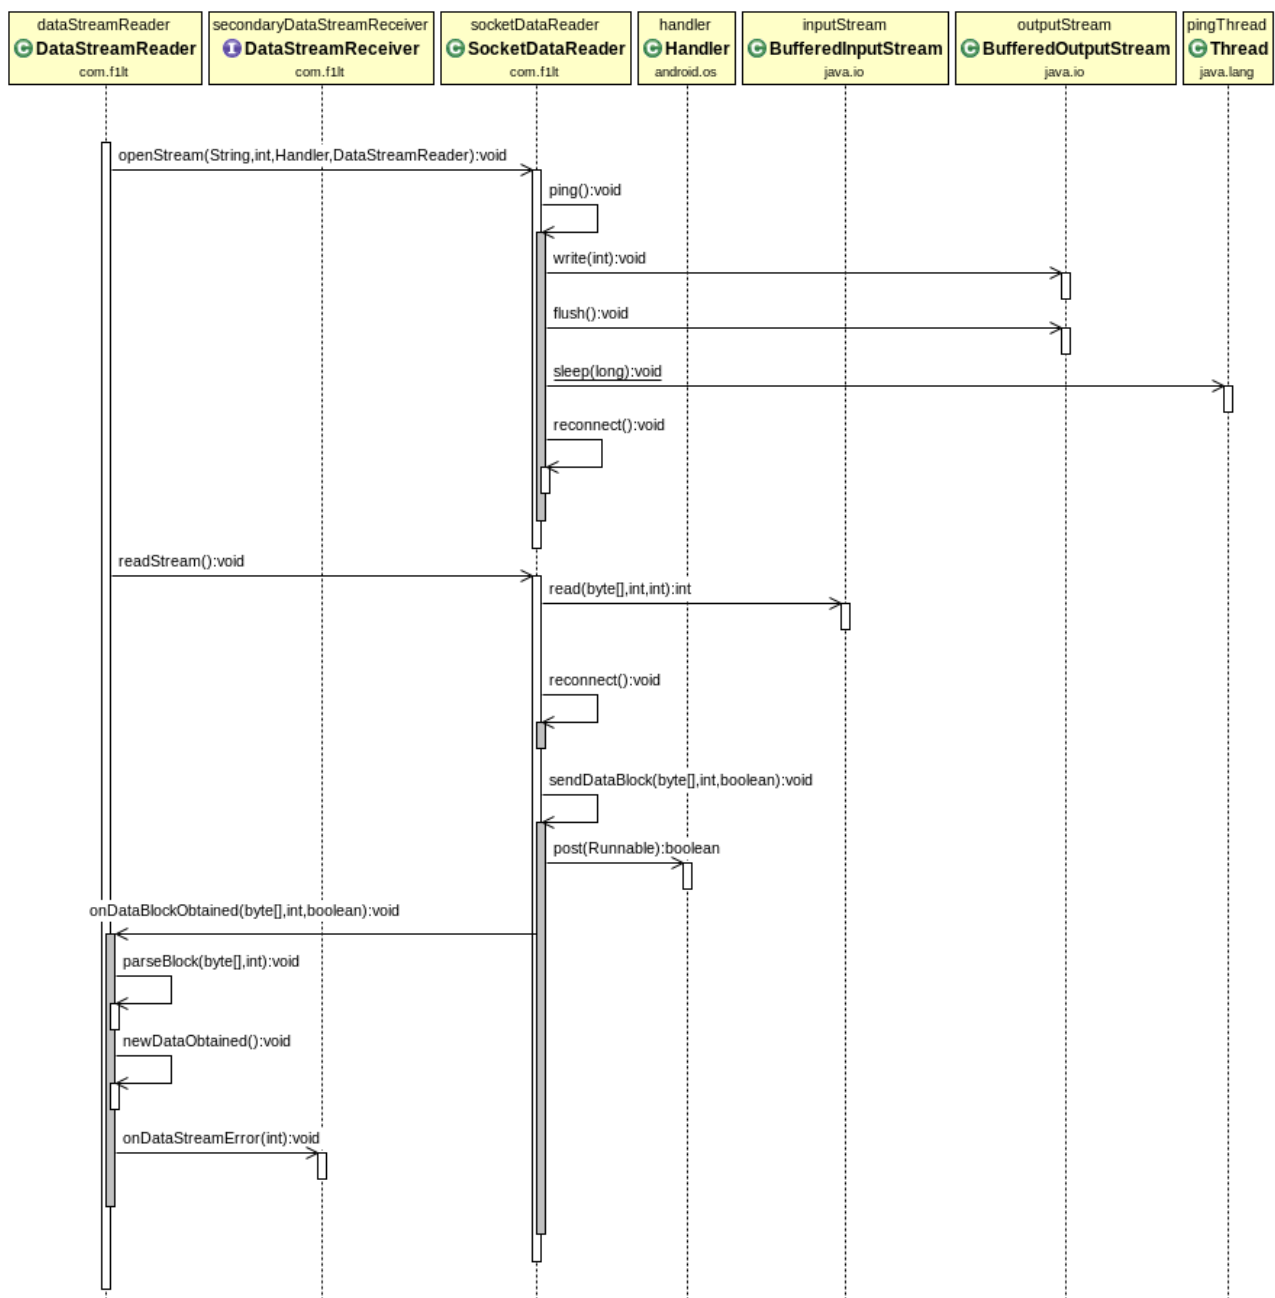 dataStreamReader
C DataStreamReader
com.f1lt
secondaryDataStreamReceiver
I DataStreamReceiver
com.f1lt
socketDataReader
C SocketDataReader
com.f1lt
handler
C Handler
android.os
inputStream
C BufferedInputStream
java.io
outputStream
C BufferedOutputStream
java.io
pingThread
C Thread
java.lang
openStream(String,int,Handler,DataStreamReader):void
ping():void
write(int):void
flush():void
sleep(long):void
reconnect():void
readStream():void
read(byte[],int,int):int
reconnect():void
sendDataBlock(byte[],int,boolean):void
post(Runnable):boolean
onDataBlockObtained(byte[],int,boolean):void
parseBlock(byte[],int):void
newDataObtained():void
onDataStreamError(int):void